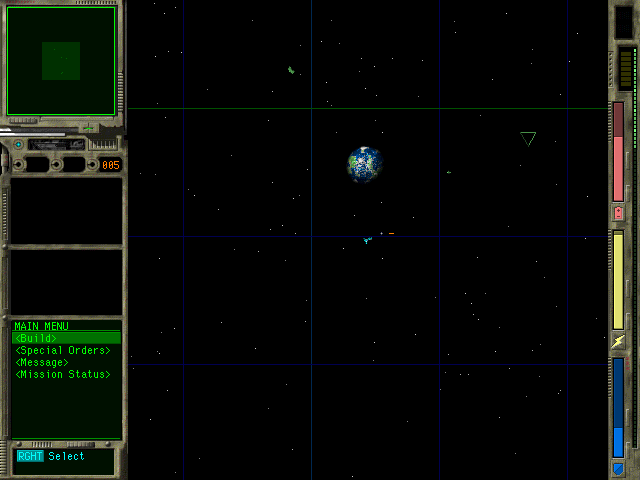 005
MAIN MENU
<Build>
<Special Orders>
<Message>
<Mission Status>
RGHT Select